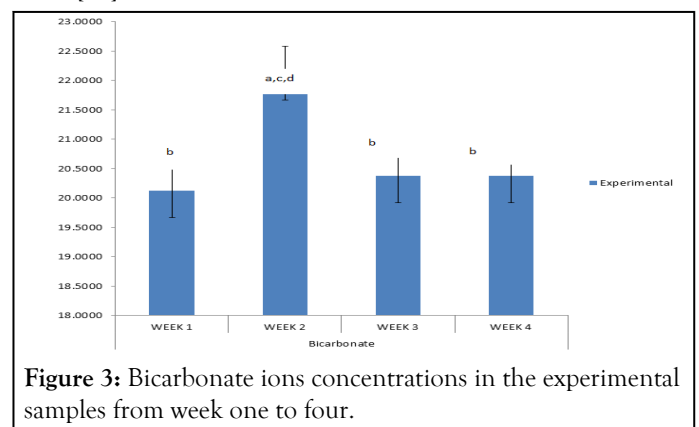 23.0000
22.5000
22.0000
21.5000
21.0000
20.5000
20.0000
19.5000
19.0000
18.5000
18.0000
b
a,c,d
b
b
Experimental
WEEK 1 WEEK 2 WEEK 3 WEEK 4
Bicarbonate
Figure 3: Bicarbonate ions concentrations in the experimental
samples from week one to four.